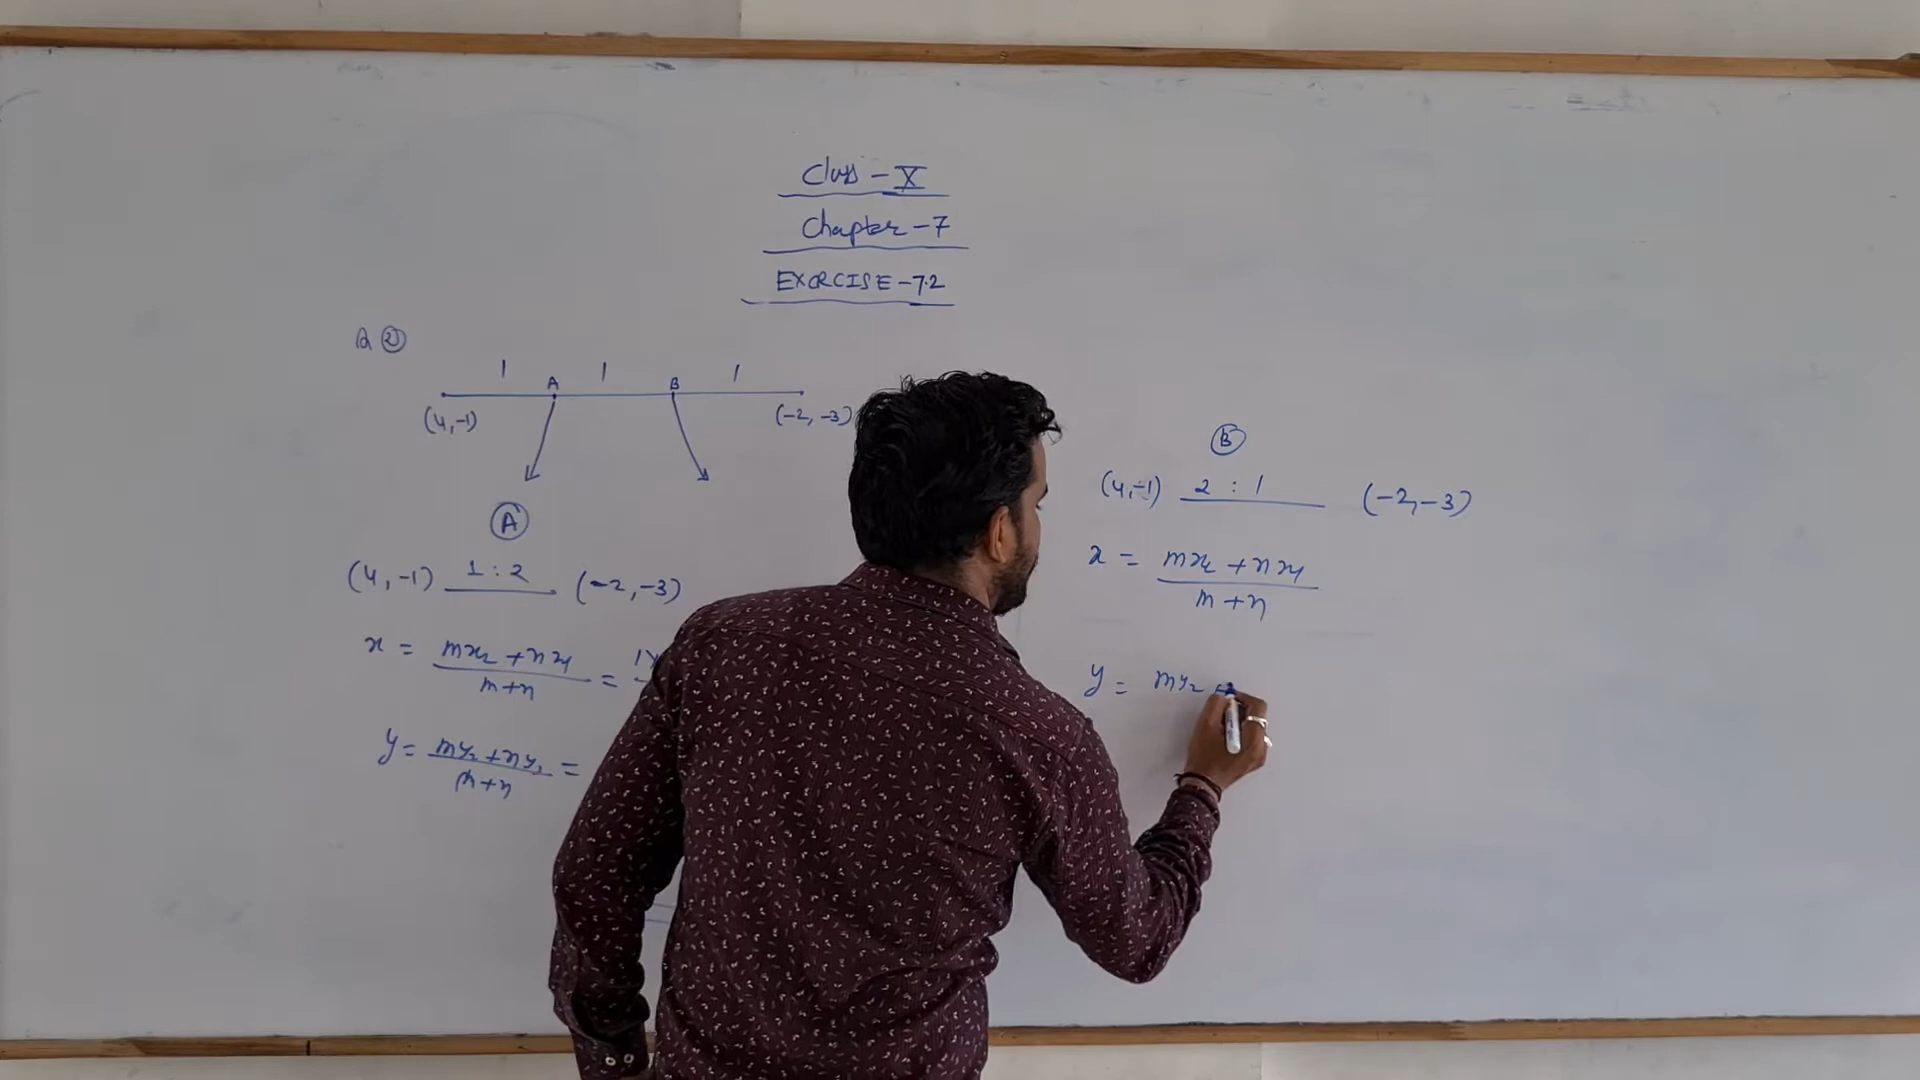 Class - X
Chapter - 7
EXERCISE - 7.2
Q ②
1 1 1
A B
(4, -1) (-2, -3)
Ⓐ
(4, -1) 1 : 2 (-2, -3)
x = mx₂ + nx₁ / m+n =
y = my₂ + ny₁ / m+n =
Ⓑ
(4, -1) 2 : 1 (-2, -3)
x = mx₂ + nx₁ / m+n
y = my₂